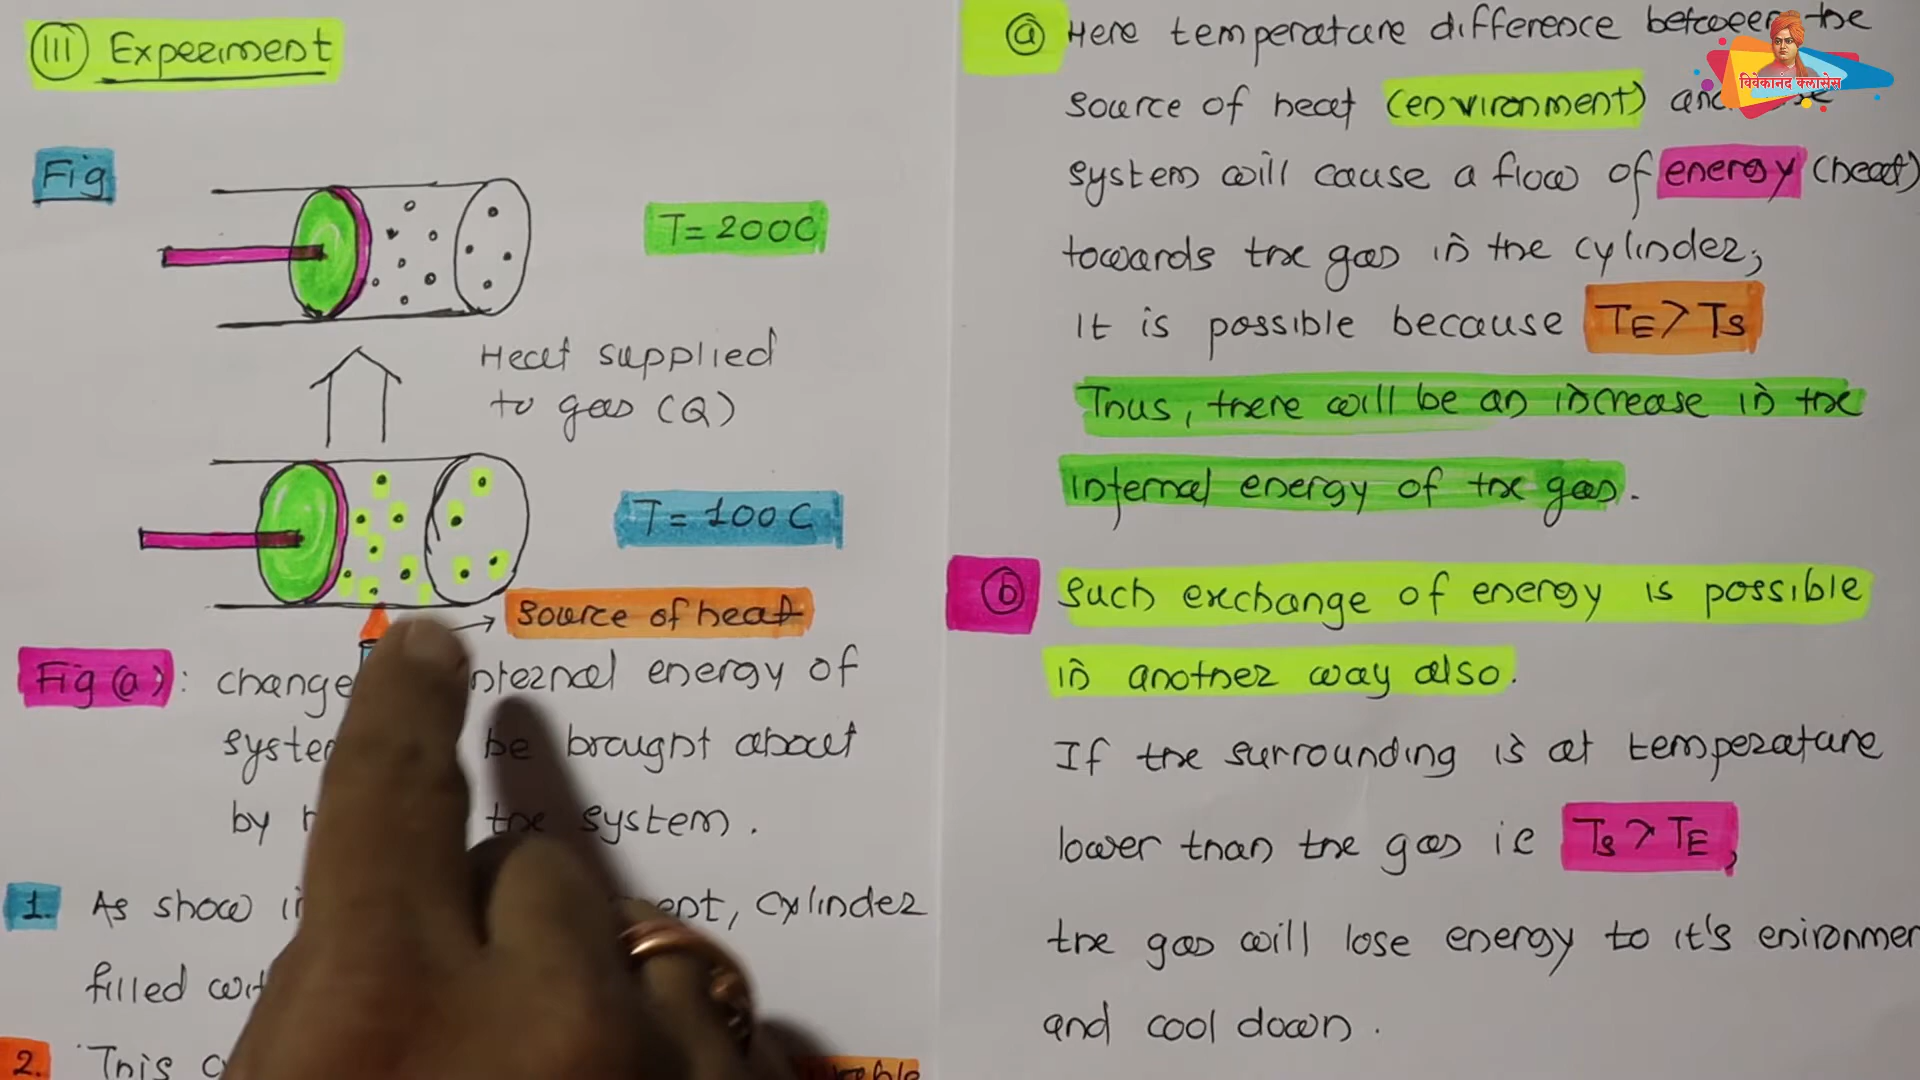 III Experiment
Fig
T = 200C
Heat supplied
to gas (Q)
T = 100C
source of heat
Fig (a) : change internal energy of
system be brought about
by the system.
1. As show in cylinder
filled
2. This
a Here temperature difference between the
source of heat (environment) and
system will cause a flow of energy (heat)
towards the gas in the cylinder,
It is possible because TE > TS
Thus, there will be an increase in the
internal energy of the gas.
b Such exchange of energy is possible
in another way also.
If the surrounding is at temperature
lower than the gas ie TS > TE,
the gas will lose energy to it's enironmen
and cool down.
विवेकानंद क्लासेस